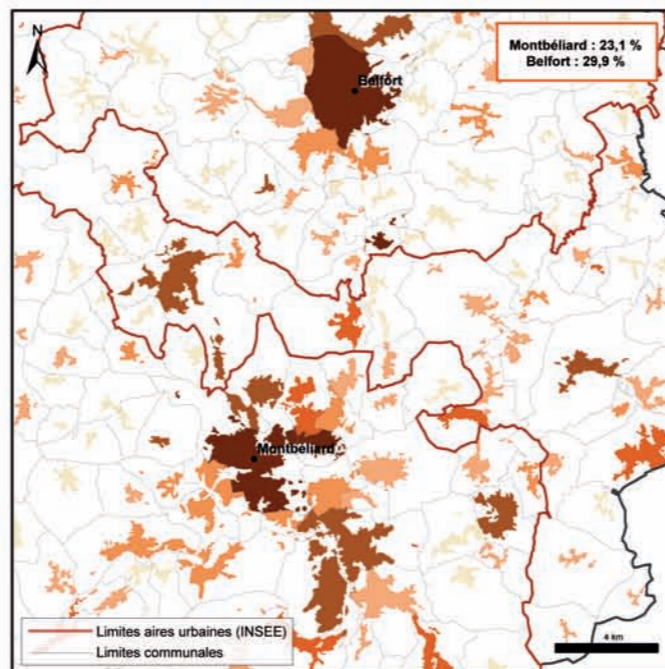 N
Montbéliard : 23,1 %
Belfort : 29,9 %
Belfort
Montbéliard
Limites aires urbaines (INSEE)
Limites communales
4 km